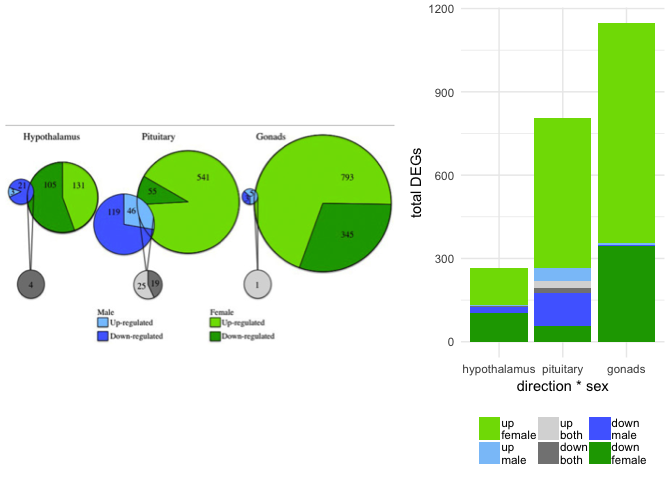 Hypothalamus Pituitary Gonads
21
105
131
4
541
55
119
46
25
19
793
345
1
Male
Up-regulated
Down-regulated
Female
Up-regulated
Down-regulated
total DEGs
1200
900
600
300
0
hypothalamus pituitary gonads
direction * sex
up female
up male
up both
down both
down male
down female